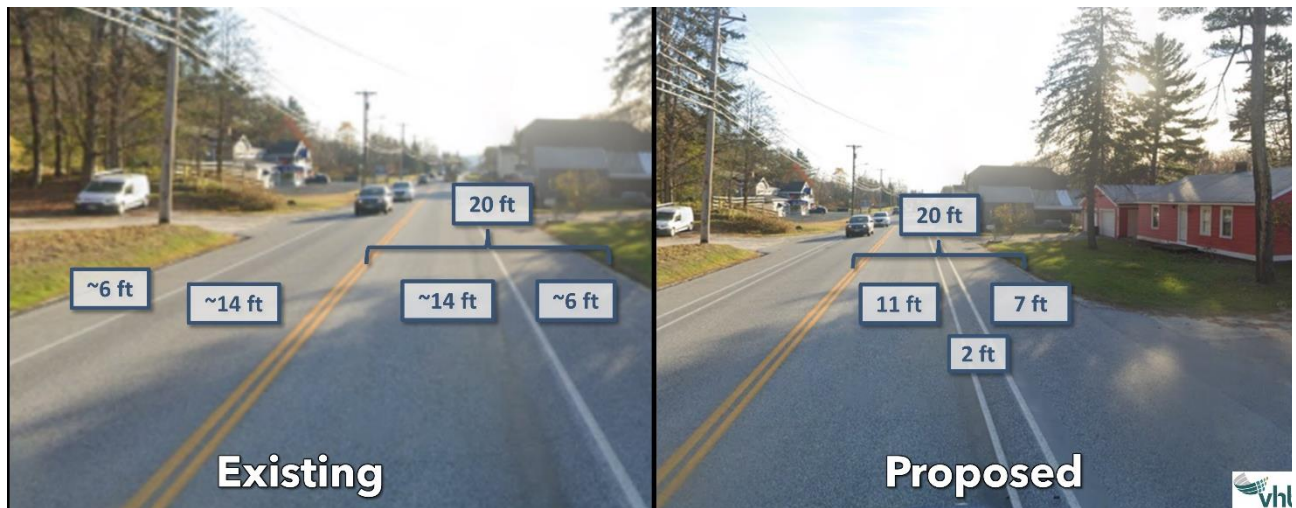 20 ft
~6 ft
~14 ft
~14 ft
~6 ft
Existing
20 ft
11 ft
7 ft
2 ft
Proposed
vhb